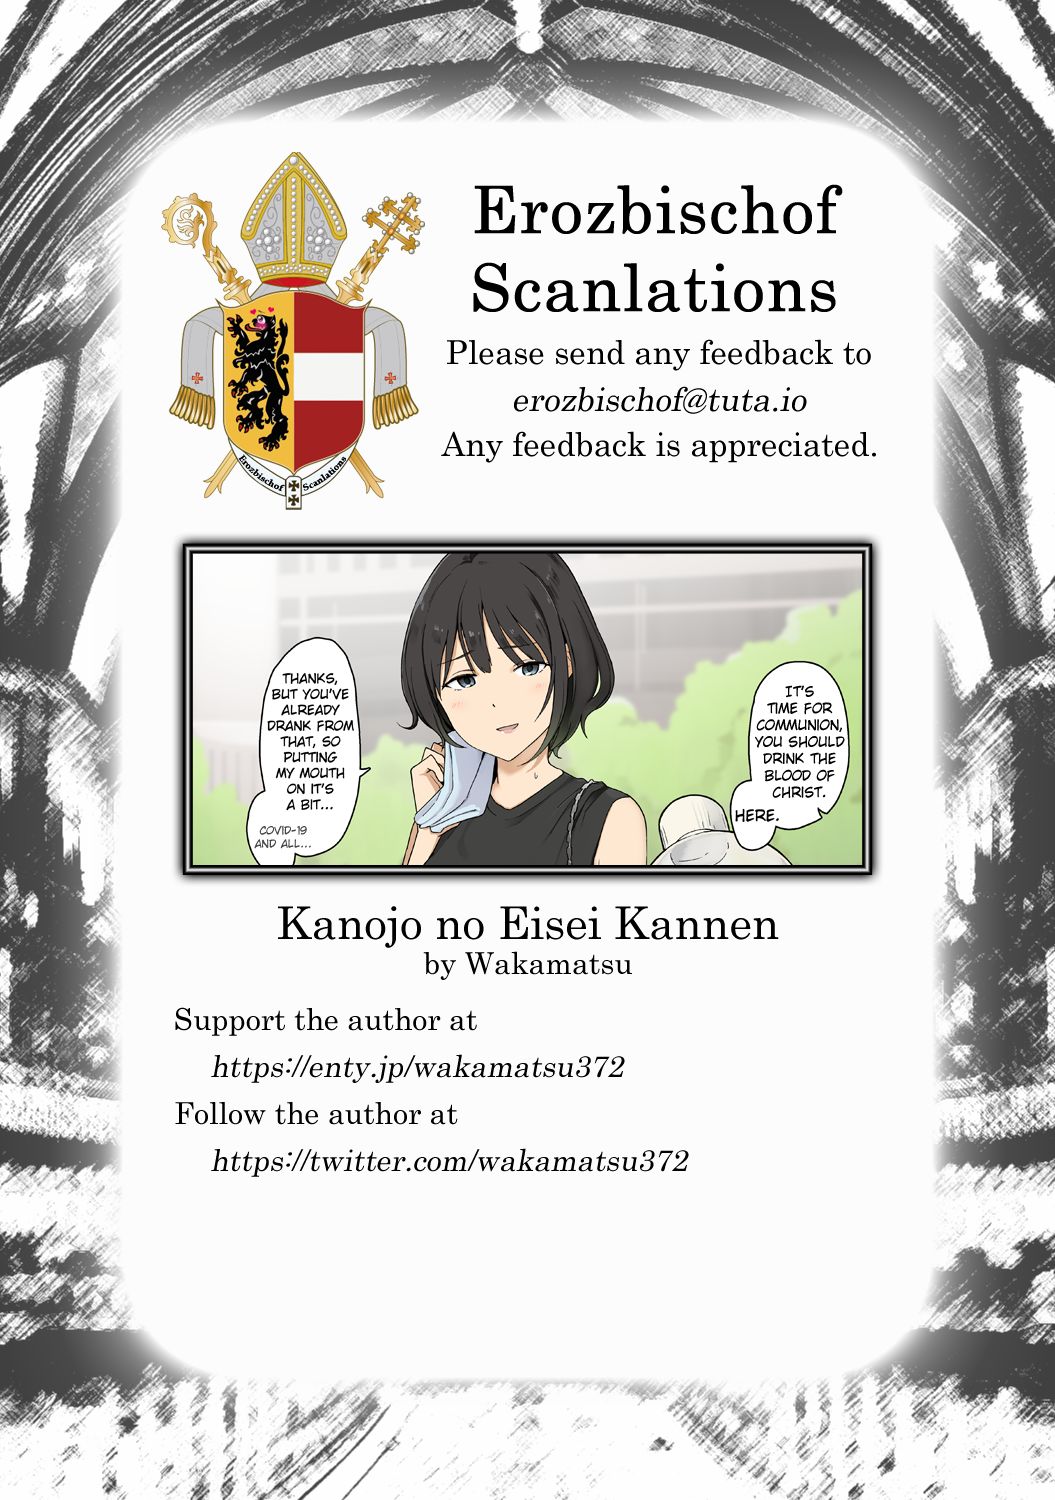 Erozbischof
Scanlations
Please send any feedback to
erozbischof@tuta.io
Any feedback is appreciated.
Erozbischof Scanlations
IT'S
TIME FOR
COMMUNION,
YOU SHOULD
DRINK THE
BLOOD OF
CHRIST.
HERE.
THANKS,
BUT YOU'VE
ALREADY
DRANK FROM
THAT, SO
PUTTING
MY MOUTH
ON IT'S
A BIT...
COVID-19
AND ALL...
Kanojo no Eisei Kannen
by Wakamatsu
Support the author at
https://enty.jp/wakamatsu372
Follow the author at
https://twitter.com/wakamatsu372